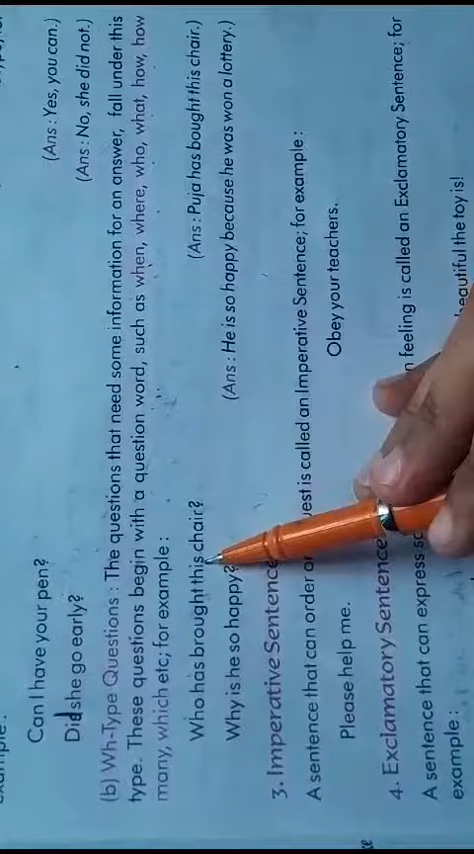 example :
Can I have your pen? (Ans : Yes, you can.)
Did she go early? (Ans : No, she did not.)
(b) Wh-Type Questions : The questions that need some information for an answer, fall under this
type. These questions begin with a question word, such as when, where, who, what, how, how
many, which etc; for example :
Who has brought this chair? (Ans : Puja has bought this chair.)
Why is he so happy? (Ans : He is so happy because he was won a lottery.)
3. Imperative Sentence
A sentence that can order or uest is called an Imperative Sentence; for example :
Please help me. Obey your teachers.
4. Exclamatory Sentence
A sentence that can express feeling is called an Exclamatory Sentence; for
example : beautiful the toy is!